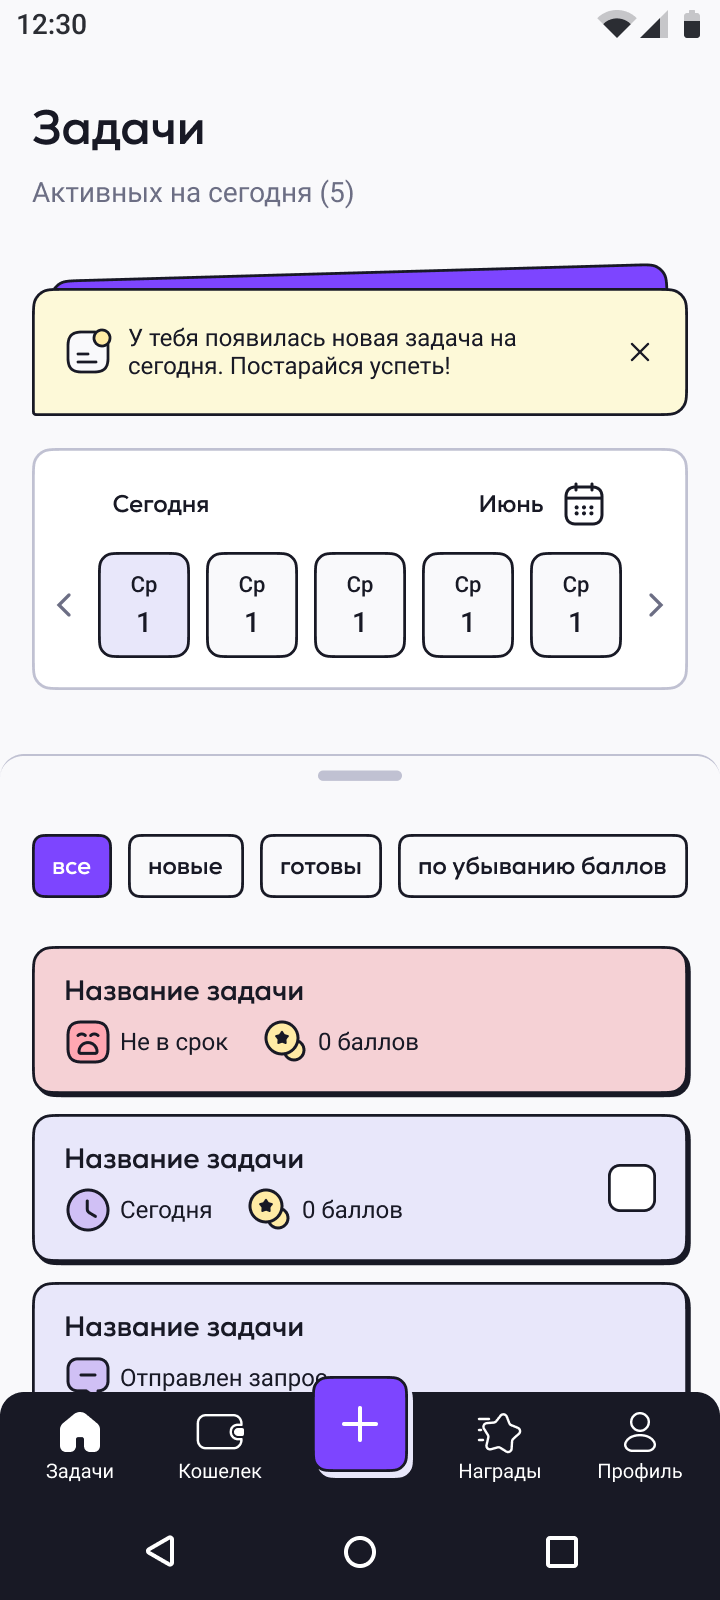 12:30
Задачи
Активных на сегодня (5)
У тебя появилась новая задача на
сегодня. Постарайся успеть!
Сегодня Июнь
Ср Ср Ср Ср Ср
1 1 1 1 1
все новые готовы по убыванию баллов
Название задачи
Не в срок 0 баллов
Название задачи
Сегодня 0 баллов
Название задачи
Отправлен запрос
Задачи Кошелек Награды Профиль